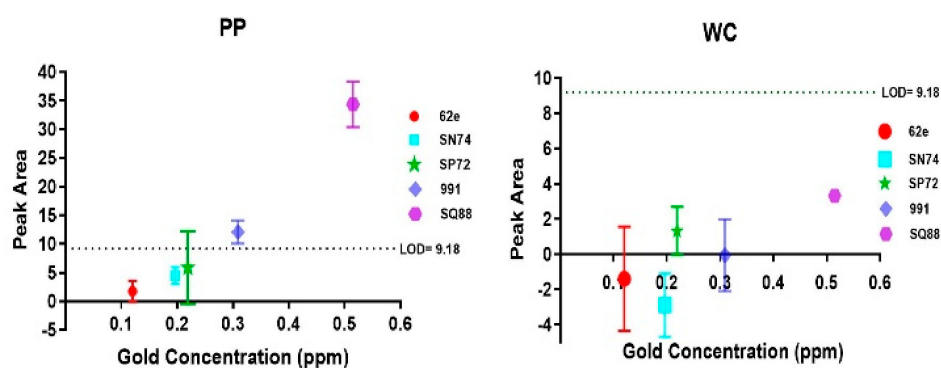 PP
Peak Area
40
35
30
25
20
15
10
5
0
-5
0.1 0.2 0.3 0.4 0.5 0.6
Gold Concentration (ppm)
LOD= 9.18
62e
SN74
SP72
991
SQ88
WC
Peak Area
10
8
6
4
2
0
-2
-4
0.1 0.2 0.3 0.4 0.5 0.6
Gold Concentration (ppm)
LOD= 9.18
62e
SN74
SP72
991
SQ88